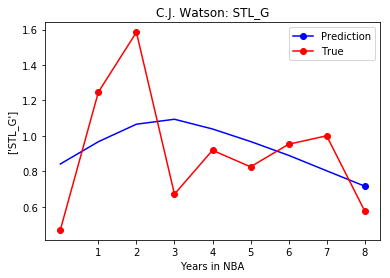 C.J. Watson: STL_G
Prediction
True
1.6
1.4
1.2
1.0
0.8
0.6
['STL_G']
1 2 3 4 5 6 7 8
Years in NBA